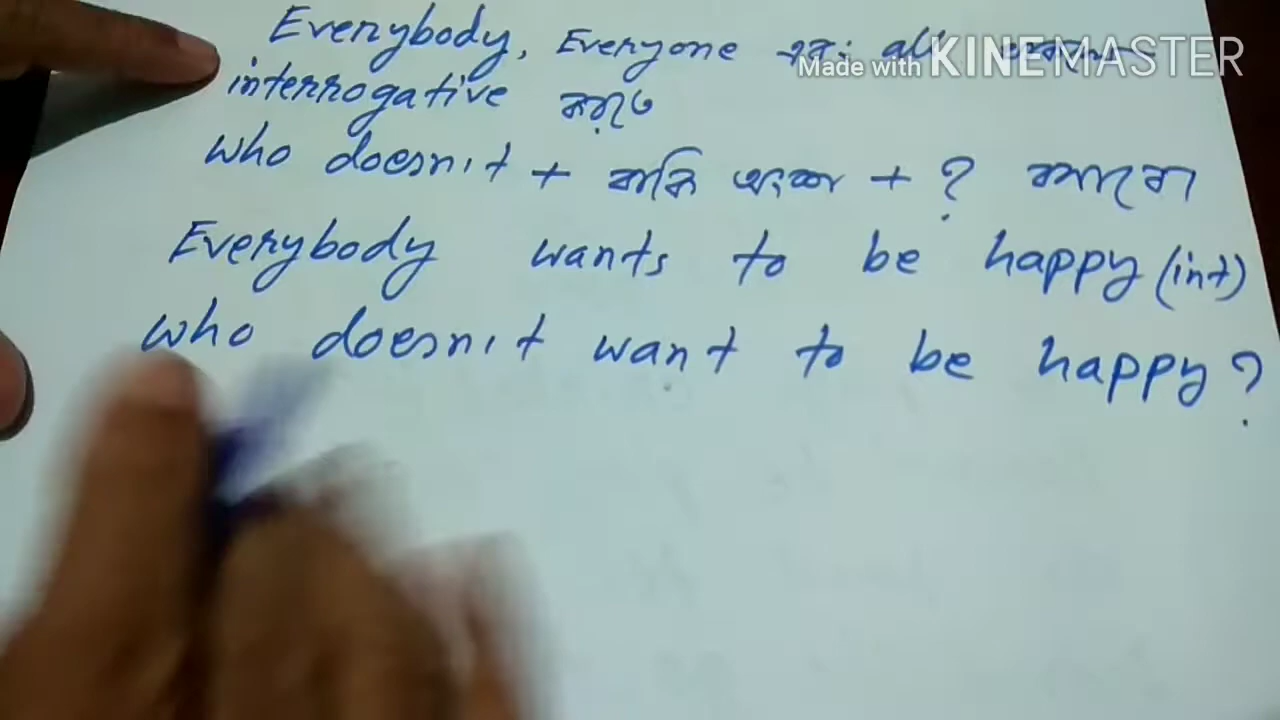 Everybody, Everyone এবং all
Made with KINEMASTER
interrogative করতে
who doesn't + বাকি অংশ + ? বসাবো
Everybody wants to be happy (int)
who doesn't want to be happy?